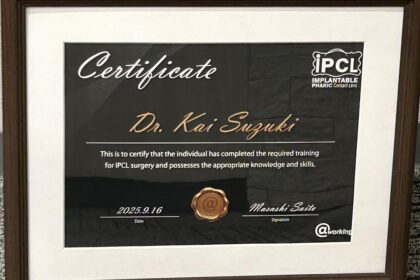 Certificate
iPCL
IMPLANTABLE
PHAKIC Contact Lens
Dr. Kai Suzuki
This is to certify that the individual has completed the required training
for IPCL surgery and possesses the appropriate knowledge and skills.
2025.9.16
Date
@
Masashi Saito
Signature
@working